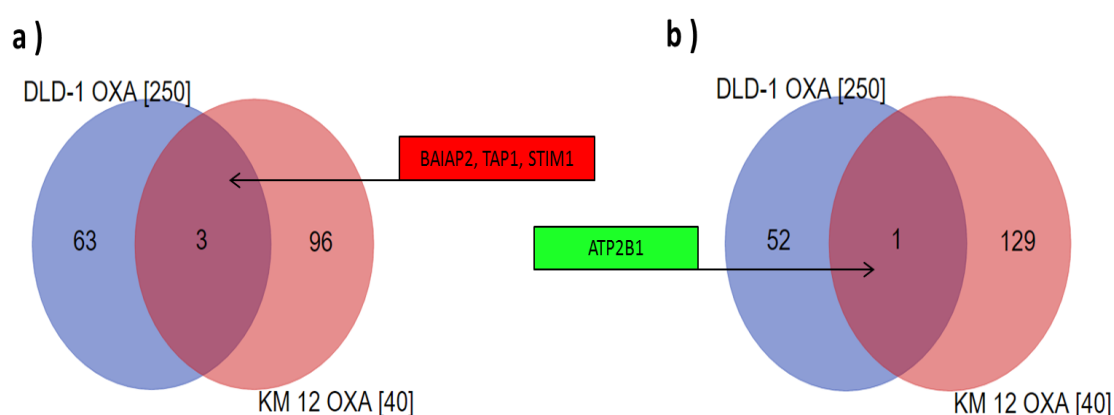 a )
DLD-1 OXA [250]
63
3
96
KM 12 OXA [40]
BAIAP2, TAP1, STIM1
ATP2B1
b )
DLD-1 OXA [250]
52
1
129
KM 12 OXA [40]